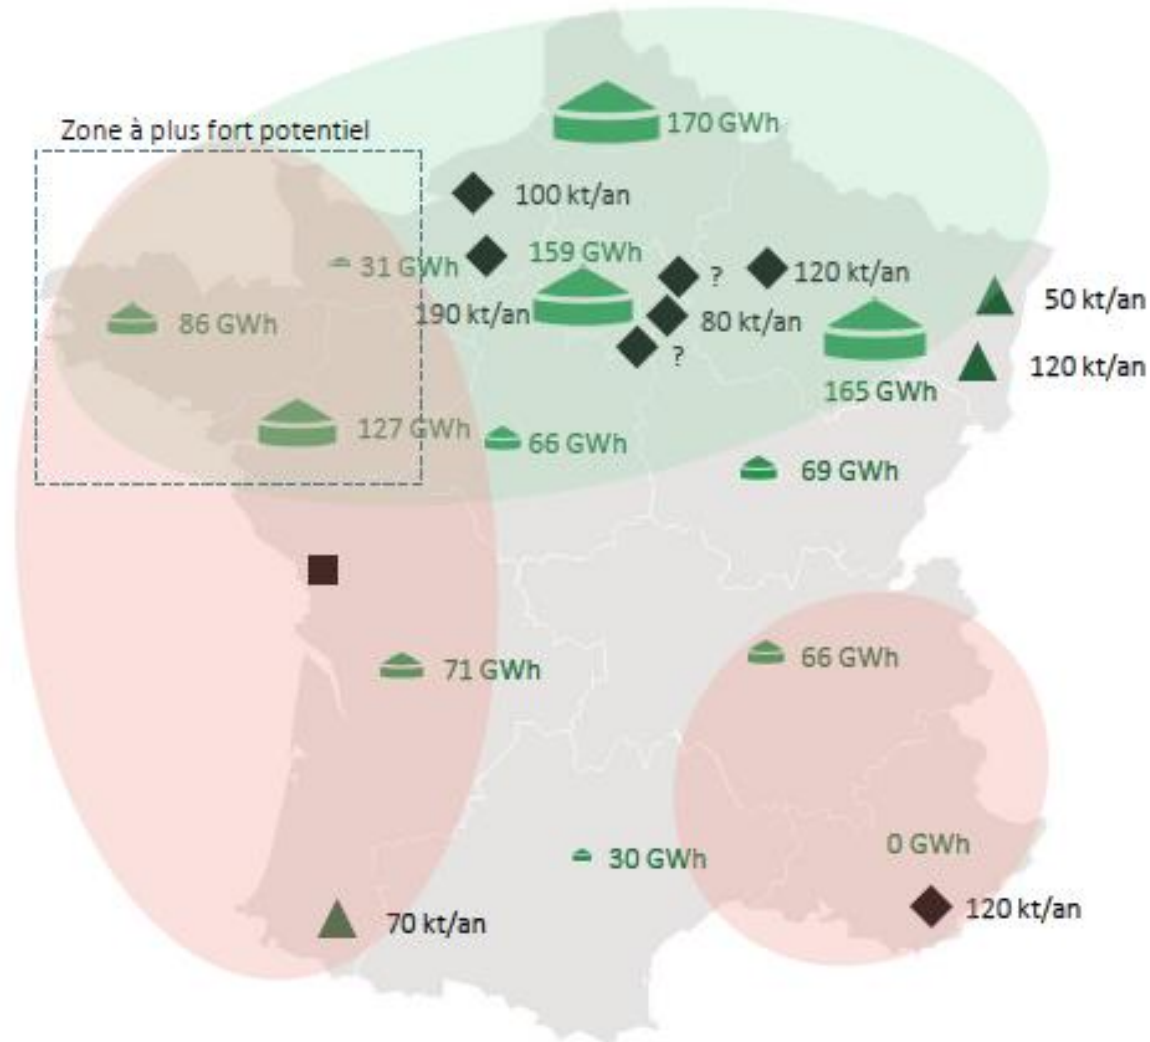 170 GWh
Zone à plus fort potentiel
100 kt/an
159 GWh
31 GWh
? 120 kt/an
50 kt/an
190 kt/an
86 GWh
80 kt/an
?
120 kt/an
165 GWh
127 GWh
66 GWh
69 GWh
71 GWh
66 GWh
0 GWh
30 GWh
70 kt/an
120 kt/an